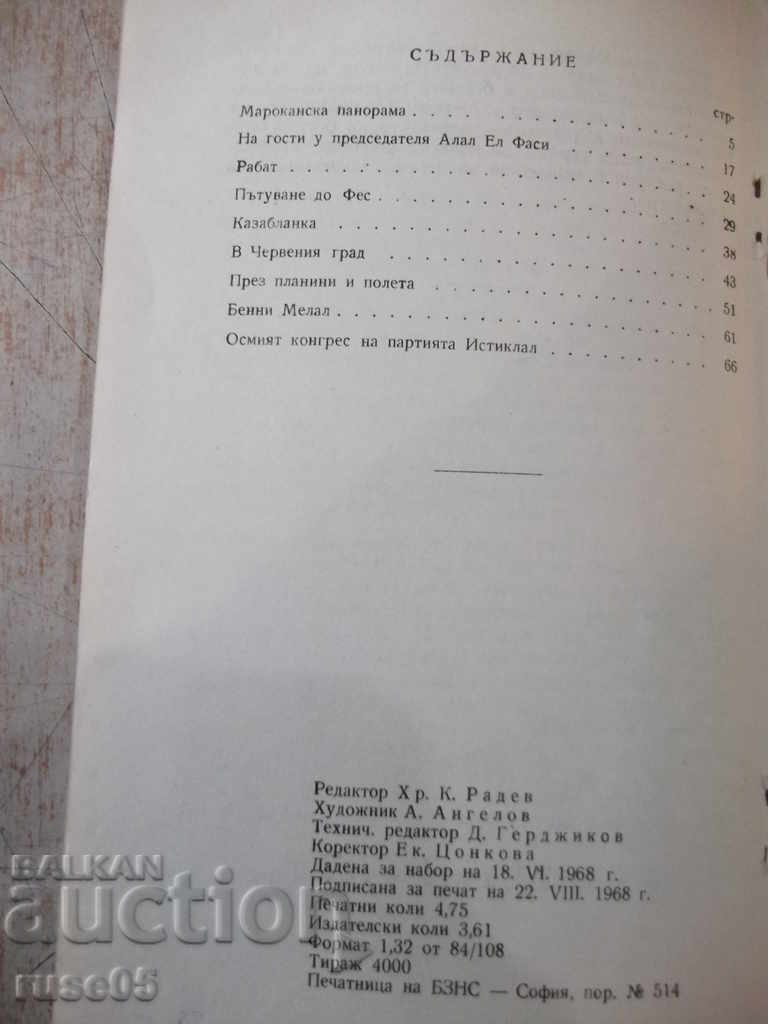 СЪДЪРЖАНИЕ
стр.
Мароканска панорама . . . . . . . . . . . . 5
На гости у председателя Алал Ел Фаси . . . . . . 17
Рабат . . . . . . . . . . . . . . . . . 24
Пътуване до Фес . . . . . . . . . . . . . 29
Казабланка . . . . . . . . . . . . . . . 38
В Червения град . . . . . . . . . . . . . 43
През планини и полета . . . . . . . . . . . 51
Бенни Мелал . . . . . . . . . . . . . . . 61
Осмият конгрес на партията Истиклал . . . . . . . 66
Редактор Хр. К. Радев
Художник А. Ангелов
Технич. редактор Д. Герджиков
Коректор Ек. Цонкова
Дадена за набор на 18. VI. 1968 г.
Подписана за печат на 22. VIII. 1968 г.
Печатни коли 4,75
Издателски коли 3,61
Формат 1,32 от 84/108
Тираж 4000
Печатница на БЗНС — София, пор. № 514
BALKAN
auction
ruse05